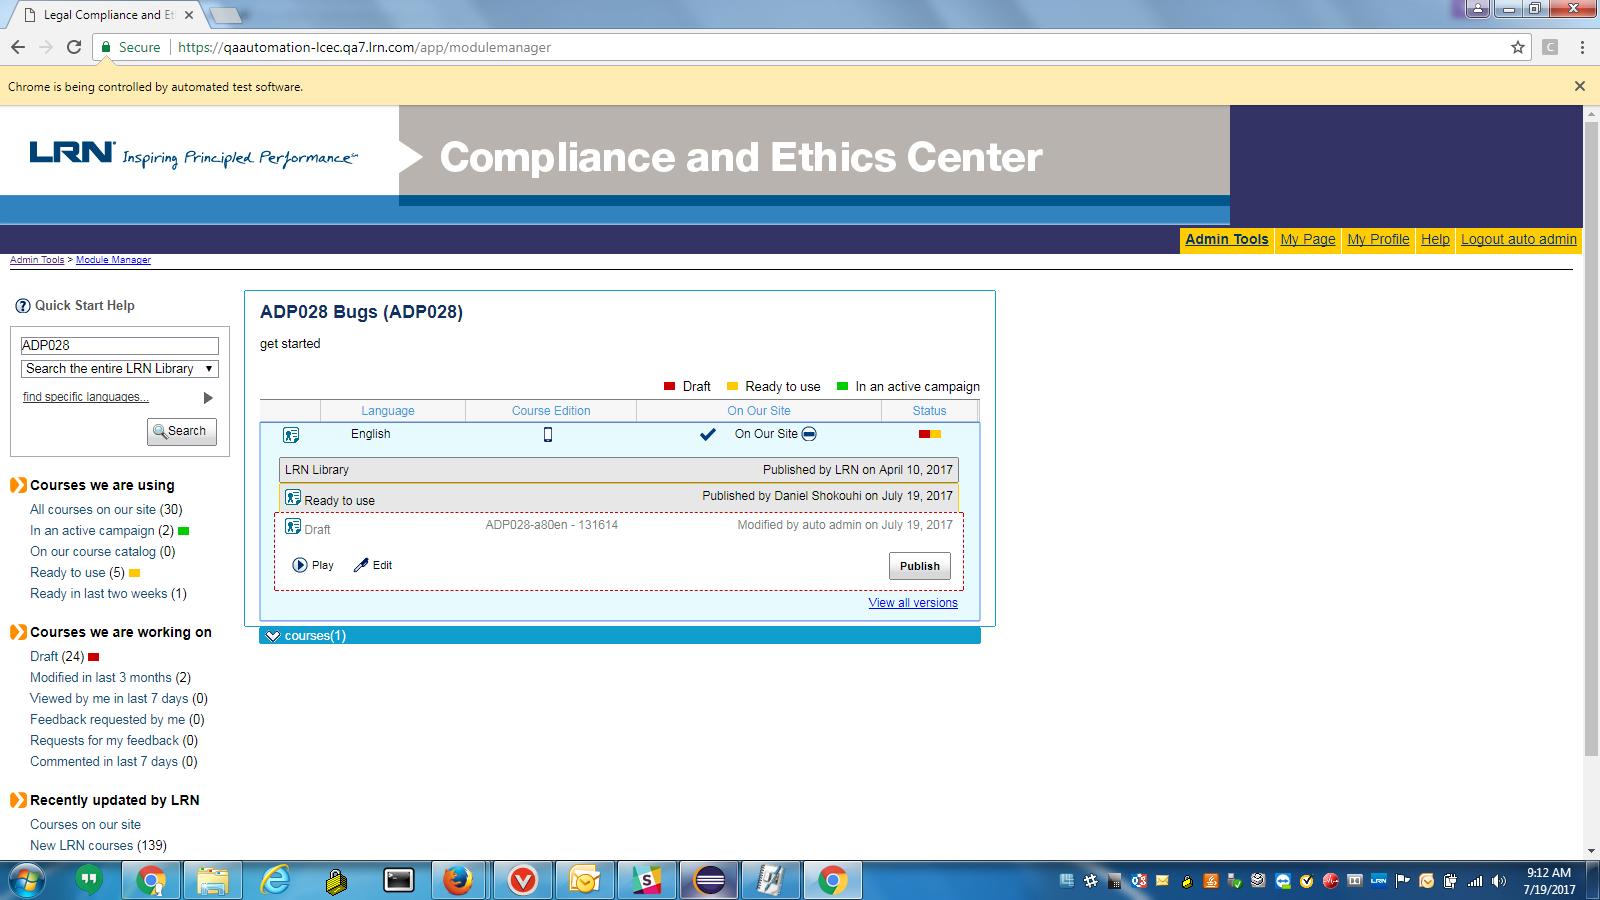 Legal Compliance and Et
Secure https://qaautomation-lcec.qa7.lrn.com/app/modulemanager
Chrome is being controlled by automated test software.
LRN Inspiring Principled Performance
Compliance and Ethics Center
Admin Tools My Page My Profile Help Logout auto admin
Admin Tools > Module Manager
Quick Start Help
ADP028
Search the entire LRN Library
find specific languages...
Search
Courses we are using
All courses on our site (30)
In an active campaign (2)
On our course catalog (0)
Ready to use (5)
Ready in last two weeks (1)
Courses we are working on
Draft (24)
Modified in last 3 months (2)
Viewed by me in last 7 days (0)
Feedback requested by me (0)
Requests for my feedback (0)
Commented in last 7 days (0)
Recently updated by LRN
Courses on our site
New LRN courses (139)
ADP028 Bugs (ADP028)
get started
Draft Ready to use In an active campaign
Language Course Edition On Our Site Status
English On Our Site
LRN Library Published by LRN on April 10, 2017
Ready to use Published by Daniel Shokouhi on July 19, 2017
Draft ADP028-a80en - 131614 Modified by auto admin on July 19, 2017
Play Edit Publish
View all versions
courses(1)
9:12 AM
7/19/2017